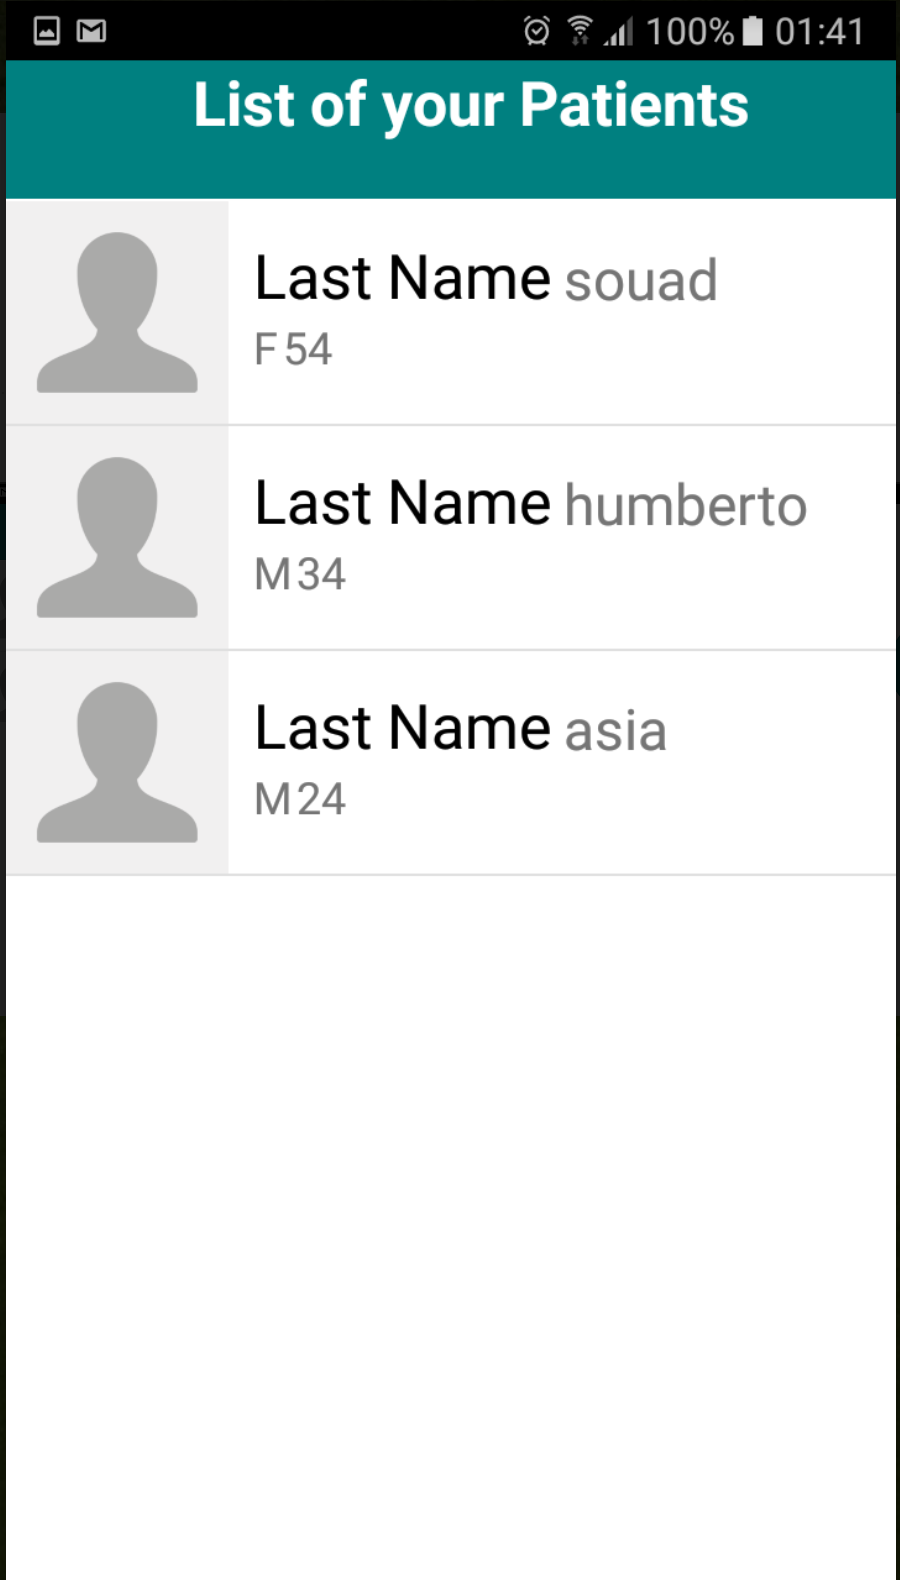 100% 01:41
List of your Patients
Last Name souad
F 54
Last Name humberto
M 34
Last Name asia
M 24